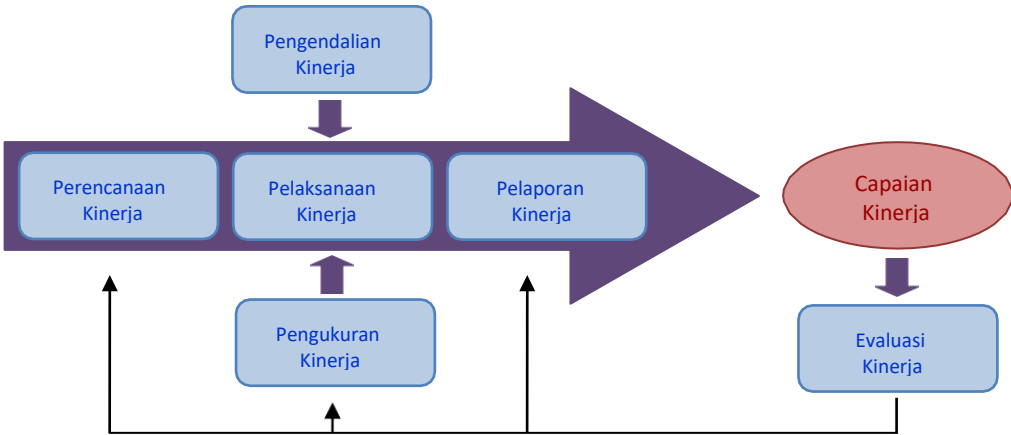 Pengendalian
Kinerja
Perencanaan
Kinerja
Pelaksanaan
Kinerja
Pelaporan
Kinerja
Capaian
Kinerja
Pengukuran
Kinerja
Evaluasi
Kinerja